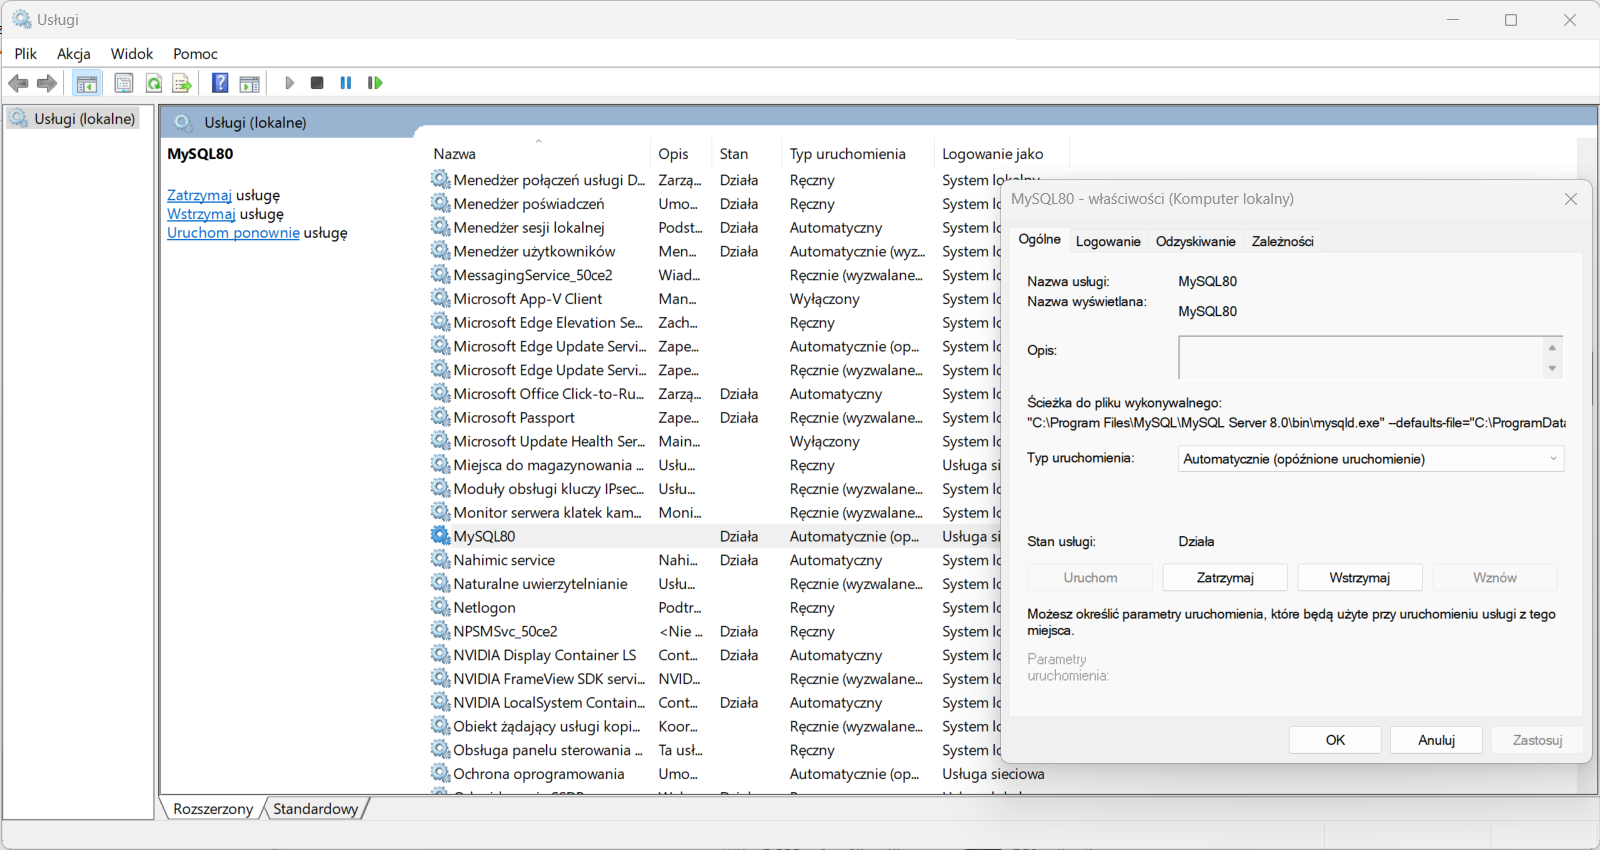 Usługi
Plik Akcja Widok Pomoc
Usługi (lokalne)
Usługi (lokalne)
MySQL80
Zatrzymaj usługę
Wstrzymaj usługę
Uruchom ponownie usługę
Nazwa Opis Stan Typ uruchomienia Logowanie jako
Menedżer połączeń usługi D... Zarzą... Działa Ręczny System lokalny
Menedżer poświadczeń Umo... Działa Ręczny System lo
Menedżer sesji lokalnej Podst... Działa Automatyczny System lo
Menedżer użytkowników Men... Działa Automatycznie (wyz... System lo
MessagingService_50ce2 Wiad... Ręcznie (wyzwalane... System lo
Microsoft App-V Client Man... Wyłączony System lo
Microsoft Edge Elevation Se... Zach... Ręczny System lo
Microsoft Edge Update Servi... Zape... Automatycznie (op... System lo
Microsoft Edge Update Servi... Zape... Ręcznie (wyzwalane... System lo
Microsoft Office Click-to-Ru... Zarzą... Działa Automatyczny System lo
Microsoft Passport Zape... Działa Ręcznie (wyzwalane... System lo
Microsoft Update Health Ser... Main... Wyłączony System lo
Miejsca do magazynowania ... Usłu... Ręczny Usługa si
Moduły obsługi kluczy IPsec... Usłu... Ręcznie (wyzwalane... System lo
Monitor serwera klatek kam... Moni... Ręcznie (wyzwalane... System lo
MySQL80 Działa Automatycznie (op... Usługa si
Nahimic service Nahi... Działa Automatyczny System lo
Naturalne uwierzytelnianie Usłu... Ręcznie (wyzwalane... System lo
Netlogon Podtr... Ręczny System lo
NPSMSvc_50ce2 <Nie ... Działa Ręczny System lo
NVIDIA Display Container LS Cont... Działa Automatyczny System lo
NVIDIA FrameView SDK servi... NVID... Ręcznie (wyzwalane... System lo
NVIDIA LocalSystem Contain... Cont... Działa Automatyczny System lo
Obiekt żądający usługi kopi... Koor... Ręcznie (wyzwalane... System lo
Obsługa panelu sterowania ... Ta usł... Ręczny System lo
Ochrona oprogramowania Umo... Automatycznie (op... Usługa sieciowa
Rozszerzony Standardowy
MySQL80 - właściwości (Komputer lokalny)
Ogólne Logowanie Odzyskiwanie Zależności
Nazwa usługi: MySQL80
Nazwa wyświetlana: MySQL80
Opis:
Ścieżka do pliku wykonywalnego:
"C:\Program Files\MySQL\MySQL Server 8.0\bin\mysqld.exe" --defaults-file="C:\ProgramData
Typ uruchomienia: Automatycznie (opóźnione uruchomienie)
Stan usługi: Działa
Uruchom Zatrzymaj Wstrzymaj Wznów
Możesz określić parametry uruchomienia, które będą użyte przy uruchomieniu usługi z tego
miejsca.
Parametry
uruchomienia:
OK Anuluj Zastosuj